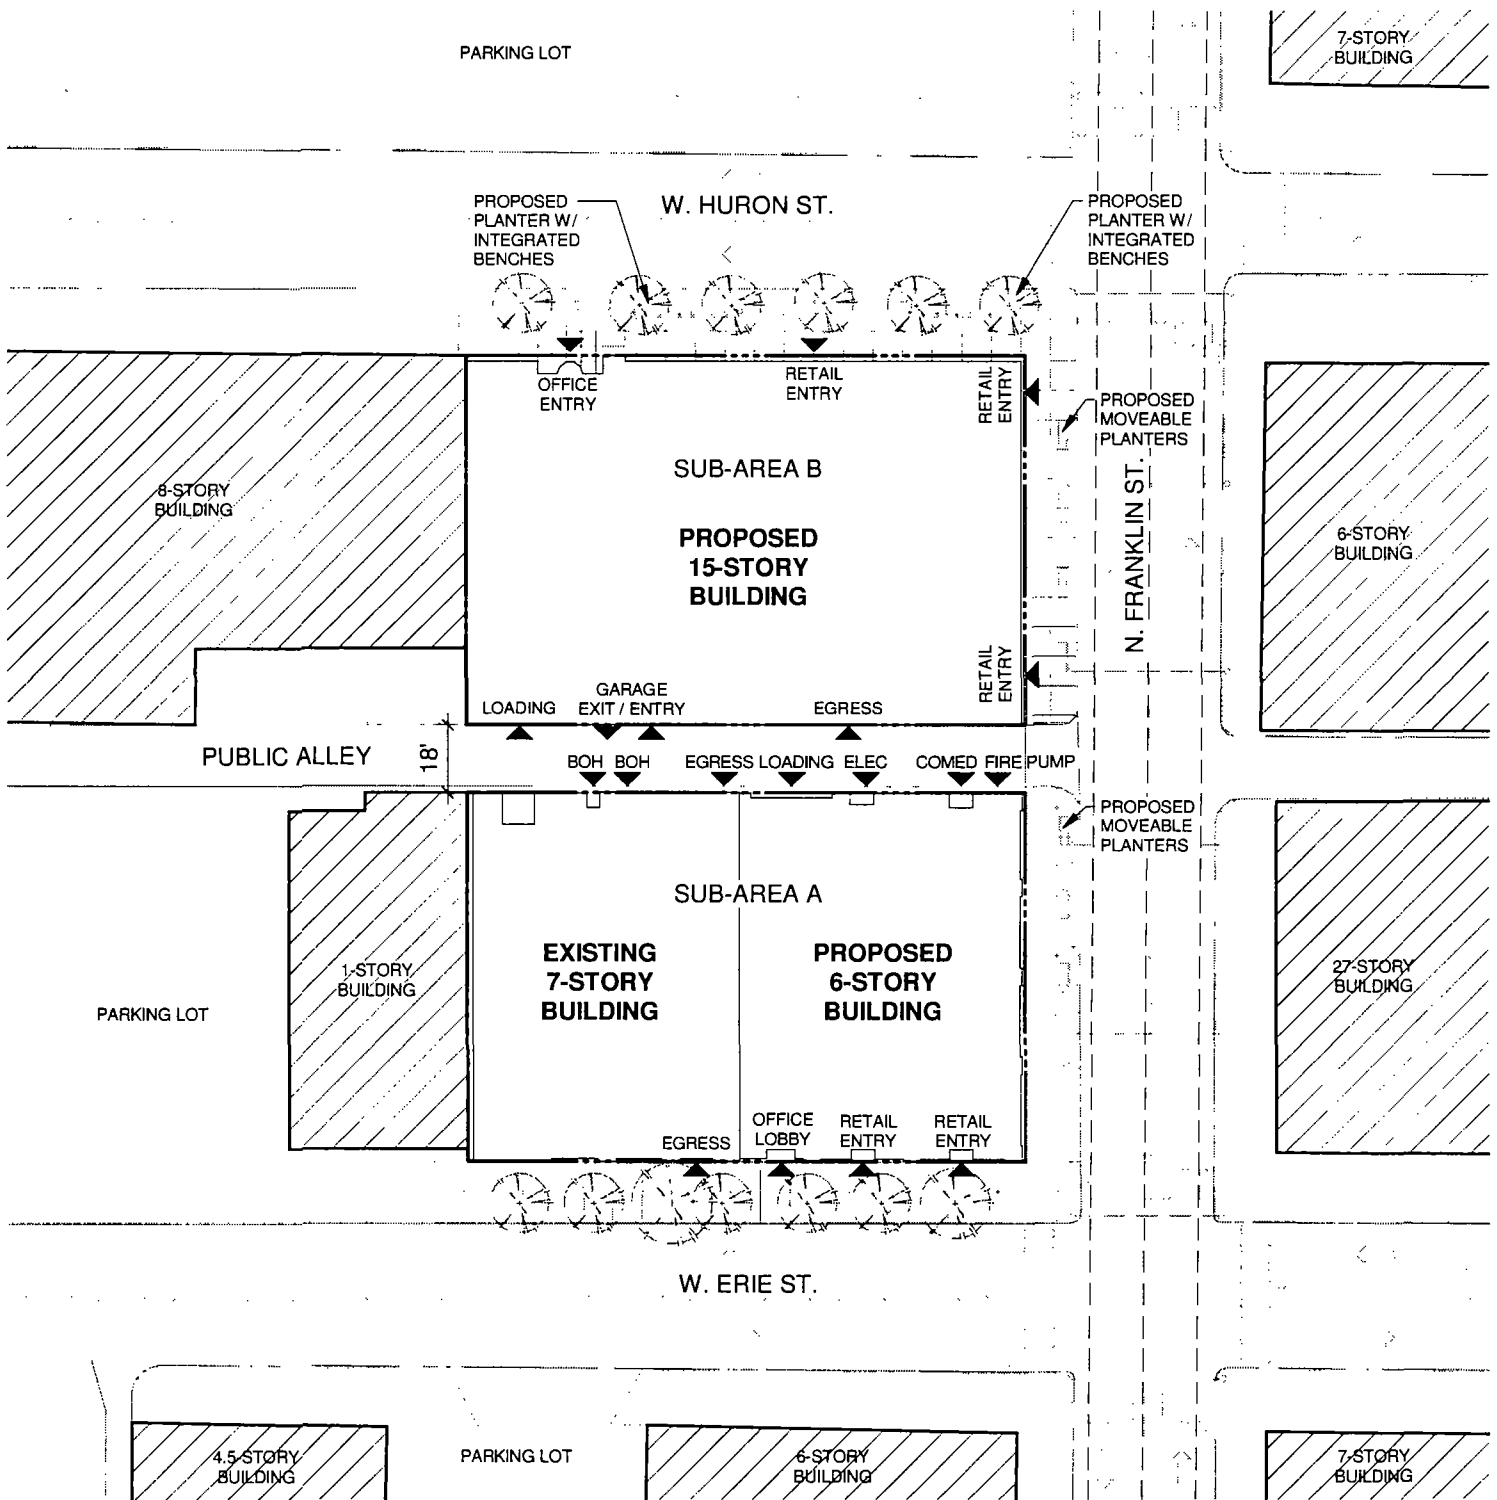 PARKING LOT
7-STORY
BUILDING
W. HURON ST.
PROPOSED
PLANTER W/
INTEGRATED
BENCHES
PROPOSED
PLANTER W/
INTEGRATED
BENCHES
OFFICE
ENTRY
RETAIL
ENTRY
RETAIL
ENTRY
PROPOSED
MOVEABLE
PLANTERS
SUB-AREA B
8-STORY
BUILDING
PROPOSED
15-STORY
BUILDING
N. FRANKLIN ST.
6-STORY
BUILDING
RETAIL
ENTRY
LOADING
GARAGE
EXIT / ENTRY
EGRESS
PUBLIC ALLEY
18'
BOH
BOH
EGRESS
LOADING
ELEC
COMED
FIRE PUMP
PROPOSED
MOVEABLE
PLANTERS
SUB-AREA A
EXISTING
7-STORY
BUILDING
PROPOSED
6-STORY
BUILDING
1-STORY
BUILDING
27-STORY
BUILDING
PARKING LOT
EGRESS
OFFICE
LOBBY
RETAIL
ENTRY
RETAIL
ENTRY
W. ERIE ST.
4.5-STORY
BUILDING
PARKING LOT
6-STORY
BUILDING
7-STORY
BUILDING